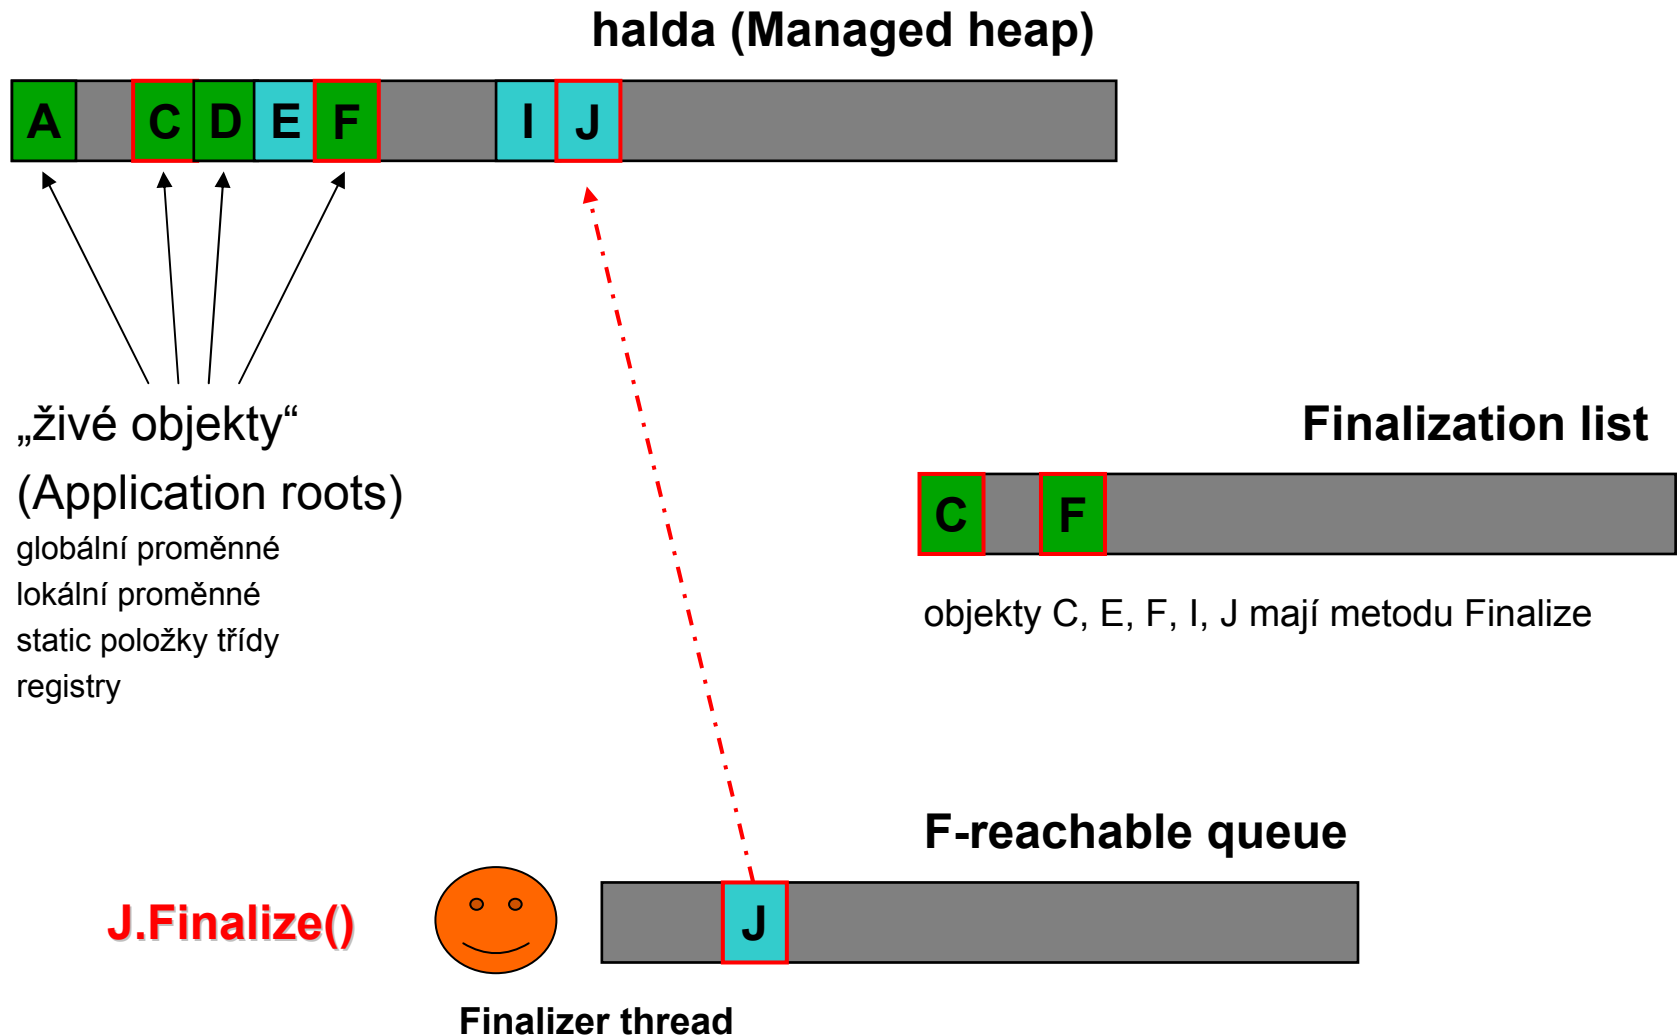 halda (Managed heap)
A C D E F I J
„živé objekty“
(Application roots)
globální proměnné
lokální proměnné
static položky třídy
registry
Finalization list
C F
objekty C, E, F, I, J mají metodu Finalize
F-reachable queue
J.Finalize()
J
Finalizer thread